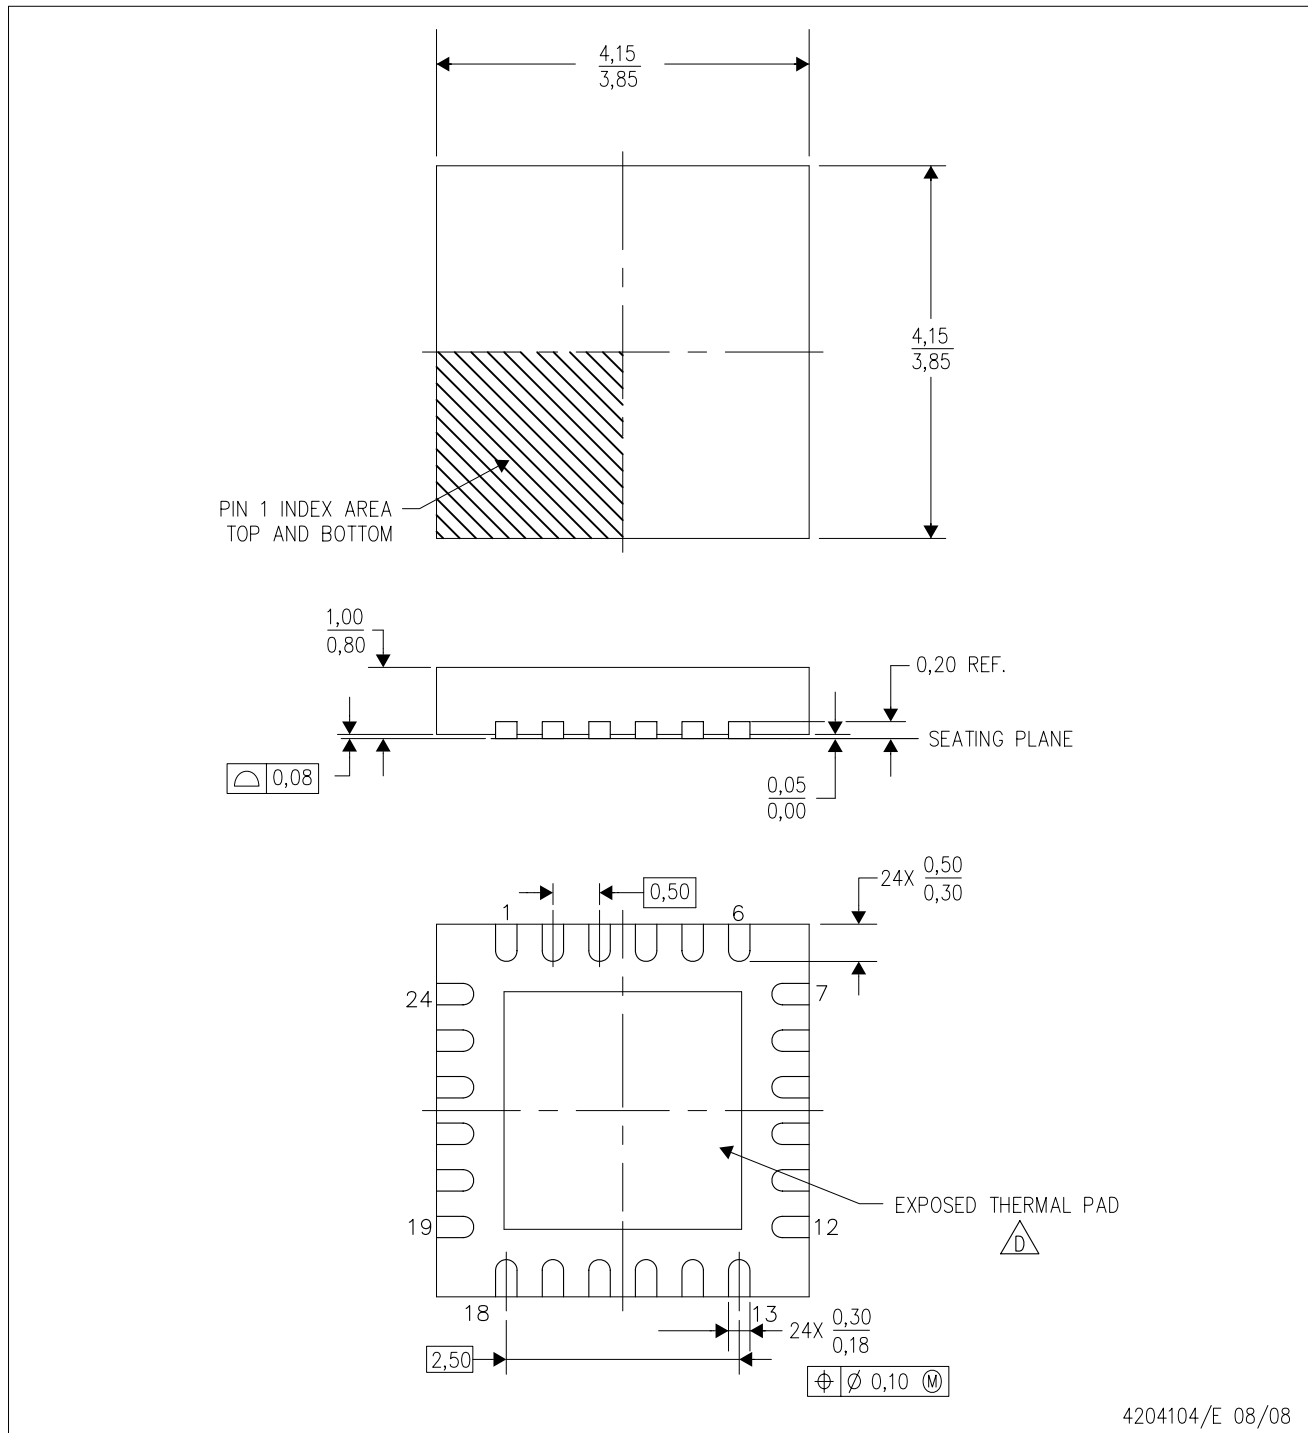 4,15
3,85
4,15
3,85
PIN 1 INDEX AREA
TOP AND BOTTOM
1,00
0,80
0,20 REF.
SEATING PLANE
0,08
0,05
0,00
24X 0,50
0,30
0,50
1
6
24
7
19
12
EXPOSED THERMAL PAD
D
18
13
24X 0,30
0,18
2,50
Ø 0,10 Ⓜ
4204104/E 08/08